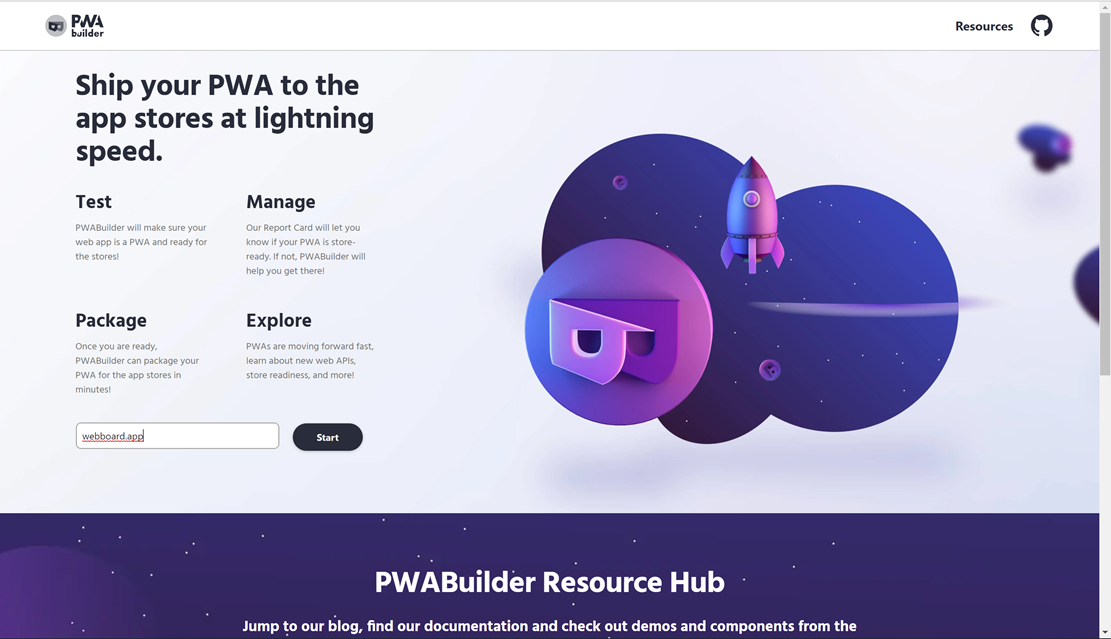 PWA
builder
Resources
Ship your PWA to the
app stores at lightning
speed.
Test
PWABuilder will make sure your
web app is a PWA and ready for
the stores!
Manage
Our Report Card will let you
know if your PWA is store-
ready. If not, PWABuilder will
help you get there!
Package
Once you are ready,
PWABuilder can package your
PWA for the app stores in
minutes!
Explore
PWAs are moving forward fast,
learn about new web APIs,
store readiness, and more!
webboard.app
Start
PWABuilder Resource Hub
Jump to our blog, find our documentation and check out demos and components from the